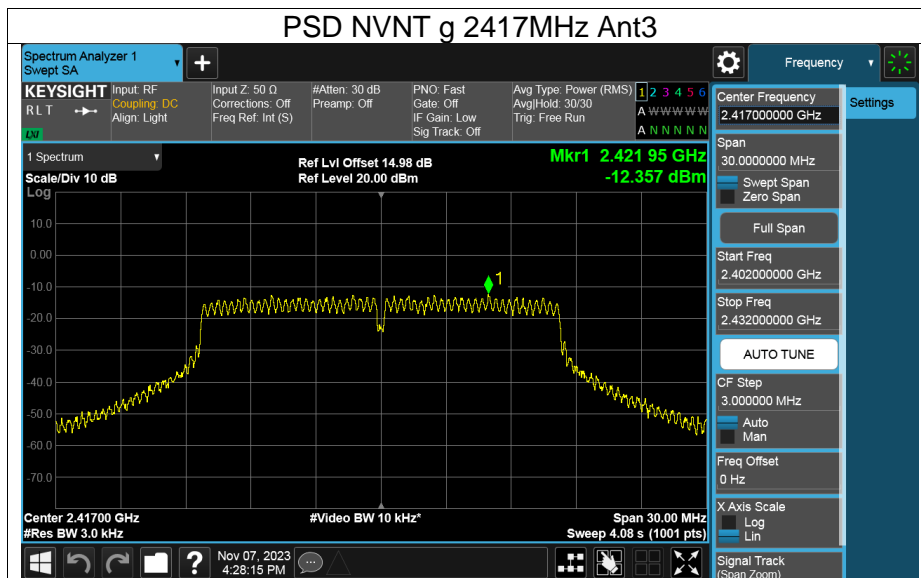 PSD NVNT g 2417MHz Ant3
Spectrum Analyzer 1
Swept SA
+
Frequency
KEYSIGHT
RLT
LXI
Input: RF
Coupling: DC
Align: Light
Input Z: 50 Ω
Corrections: Off
Freq Ref: Int (S)
#Atten: 30 dB
Preamp: Off
PNO: Fast
Gate: Off
IF Gain: Low
Sig Track: Off
Avg Type: Power (RMS)
Avg|Hold: 30/30
Trig: Free Run
1 2 3 4 5 6
A W W W W W
A N N N N N
1 Spectrum
Scale/Div 10 dB
Ref Lvl Offset 14.98 dB
Ref Level 20.00 dBm
Mkr1 2.421 95 GHz
-12.357 dBm
Log
10.0
0.00
-10.0
-20.0
-30.0
-40.0
-50.0
-60.0
-70.0
1
Center 2.41700 GHz
#Res BW 3.0 kHz
#Video BW 10 kHz*
Span 30.00 MHz
Sweep 4.08 s (1001 pts)
?
Nov 07, 2023
4:28:15 PM
Center Frequency
2.417000000 GHz
Span
30.0000000 MHz
Swept Span
Zero Span
Full Span
Start Freq
2.402000000 GHz
Stop Freq
2.432000000 GHz
AUTO TUNE
CF Step
3.000000 MHz
Auto
Man
Freq Offset
0 Hz
X Axis Scale
Log
Lin
Signal Track
(Span Zoom)
Settings